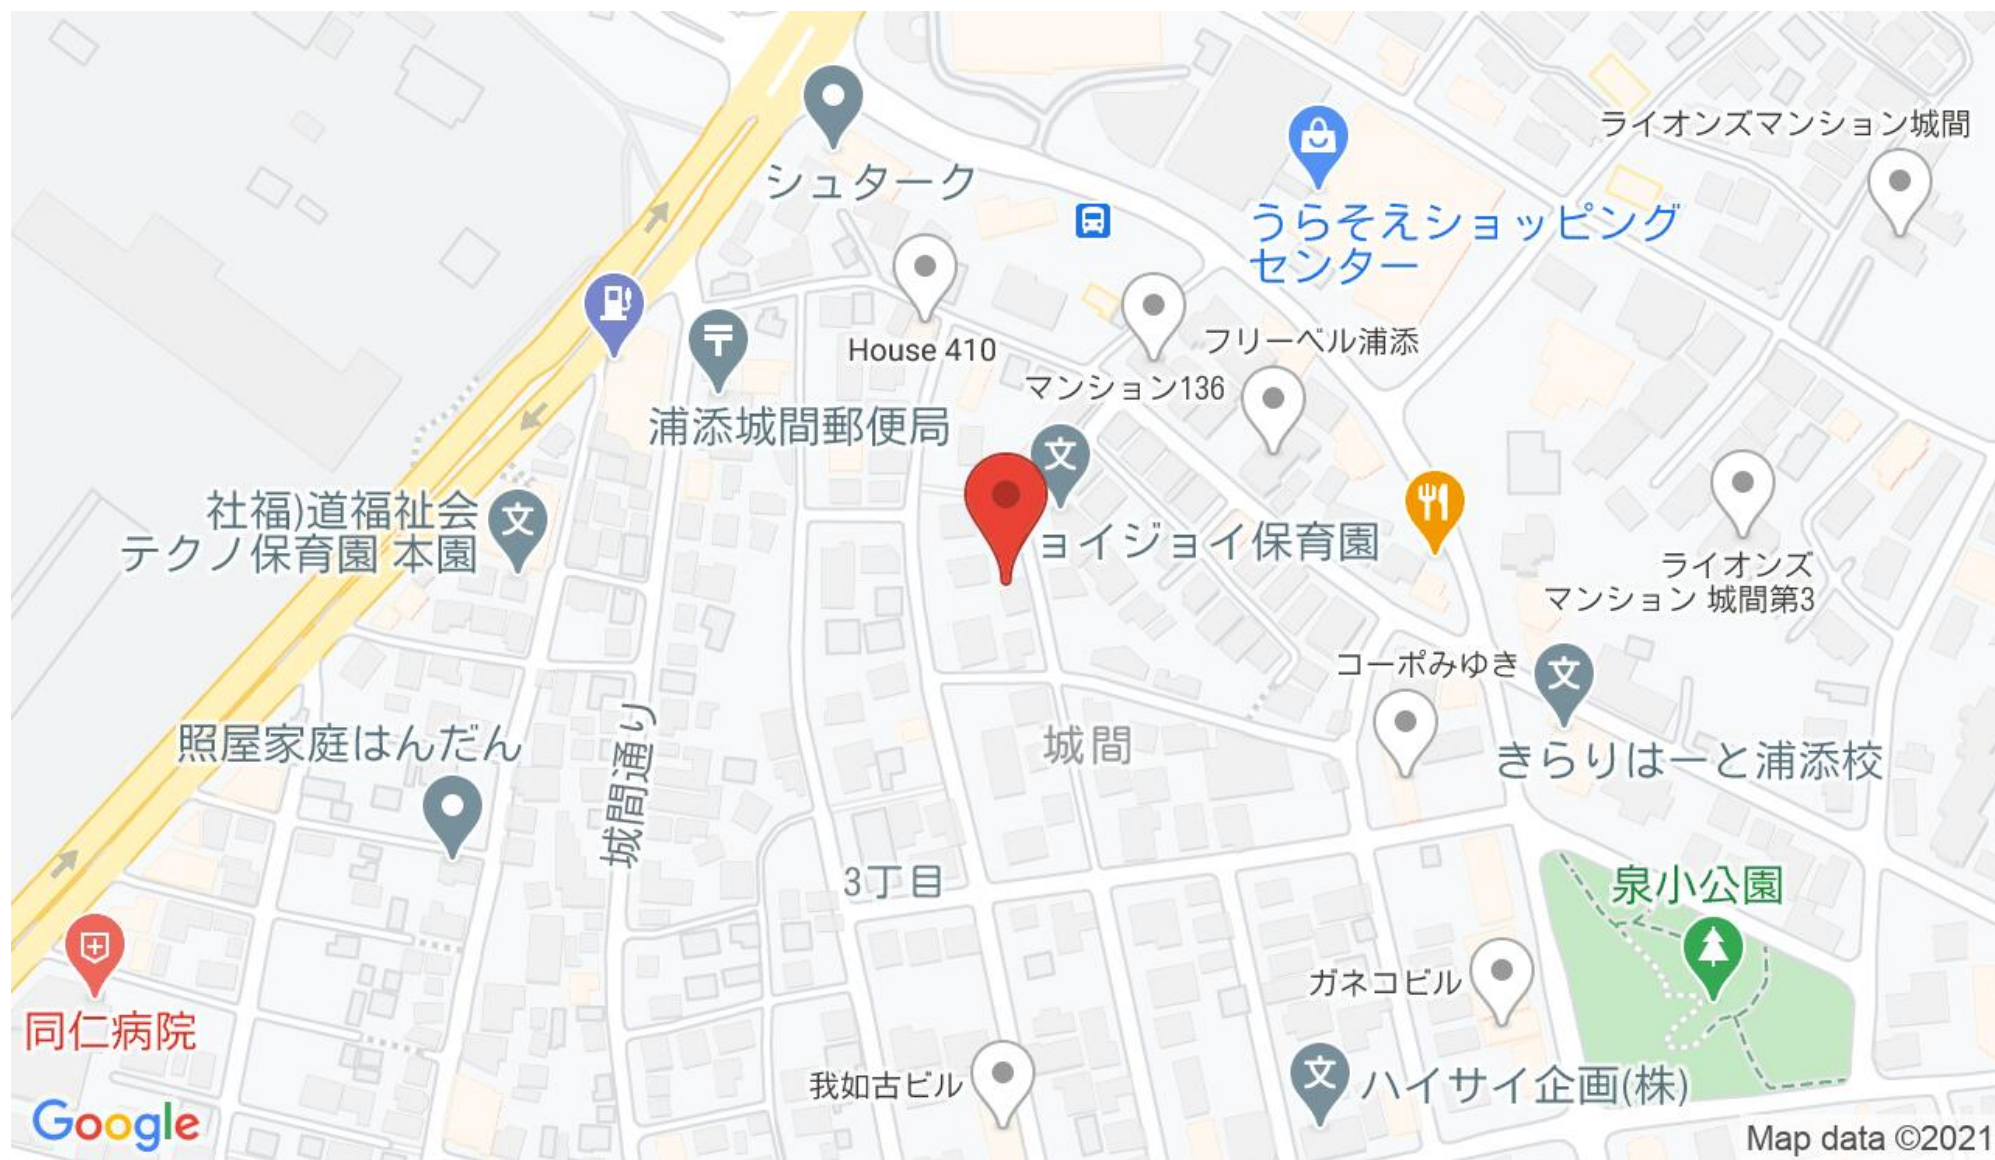 ライオンズマンション城間
シュターク
うらそえショッピング
センター
House 410
フリーベル浦添
マンション136
浦添城間郵便局
社福)道福祉会
テクノ保育園 本園
ョイジョイ保育園
ライオンズ
マンション 城間第3
コーポみゆき
照屋家庭はんだん
城間通り
城間
きらりはーと浦添校
3丁目
泉小公園
ガネコビル
同仁病院
我如古ビル
ハイサイ企画(株)
Google
Map data ©2021